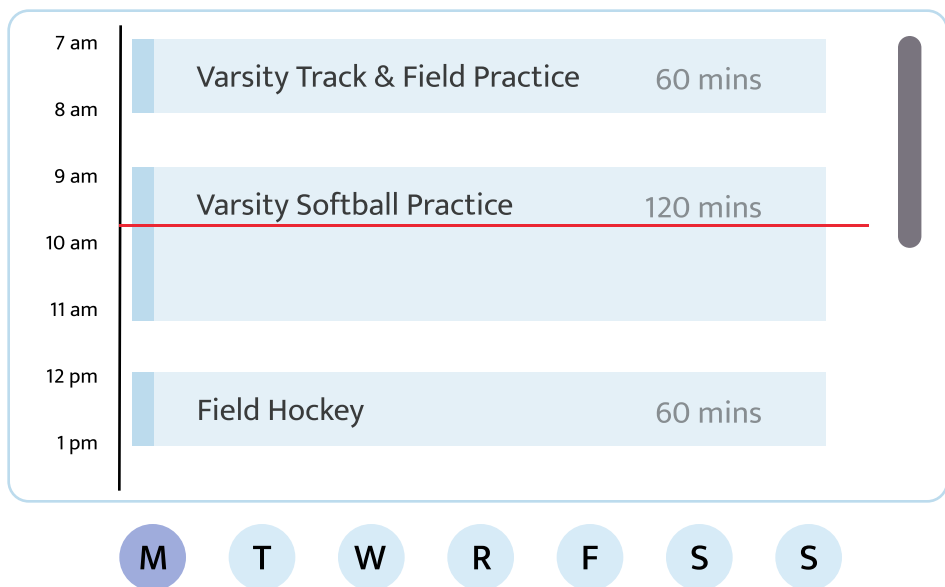 7 am
Varsity Track & Field Practice 60 mins
8 am
9 am
Varsity Softball Practice 120 mins
10 am
11 am
12 pm
Field Hockey 60 mins
1 pm
M T W R F S S